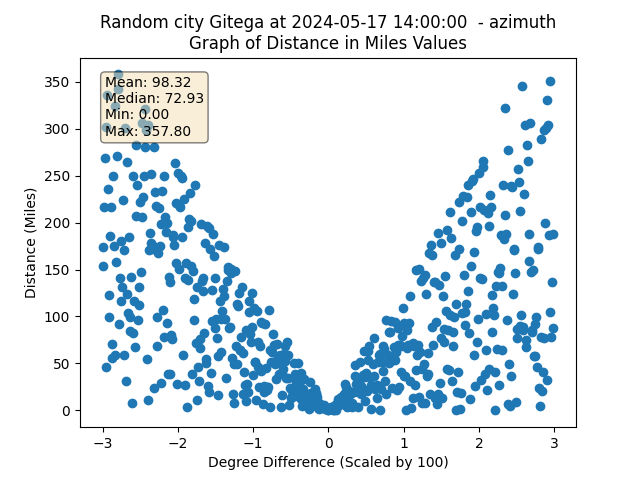 Random city Gitega at 2024-05-17 14:00:00  - azimuth
Graph of Distance in Miles Values
Mean: 98.32
Median: 72.93
Min: 0.00
Max: 357.80
350
300
250
200
150
100
50
0
Distance (Miles)
−3 −2 −1 0 1 2 3
Degree Difference (Scaled by 100)